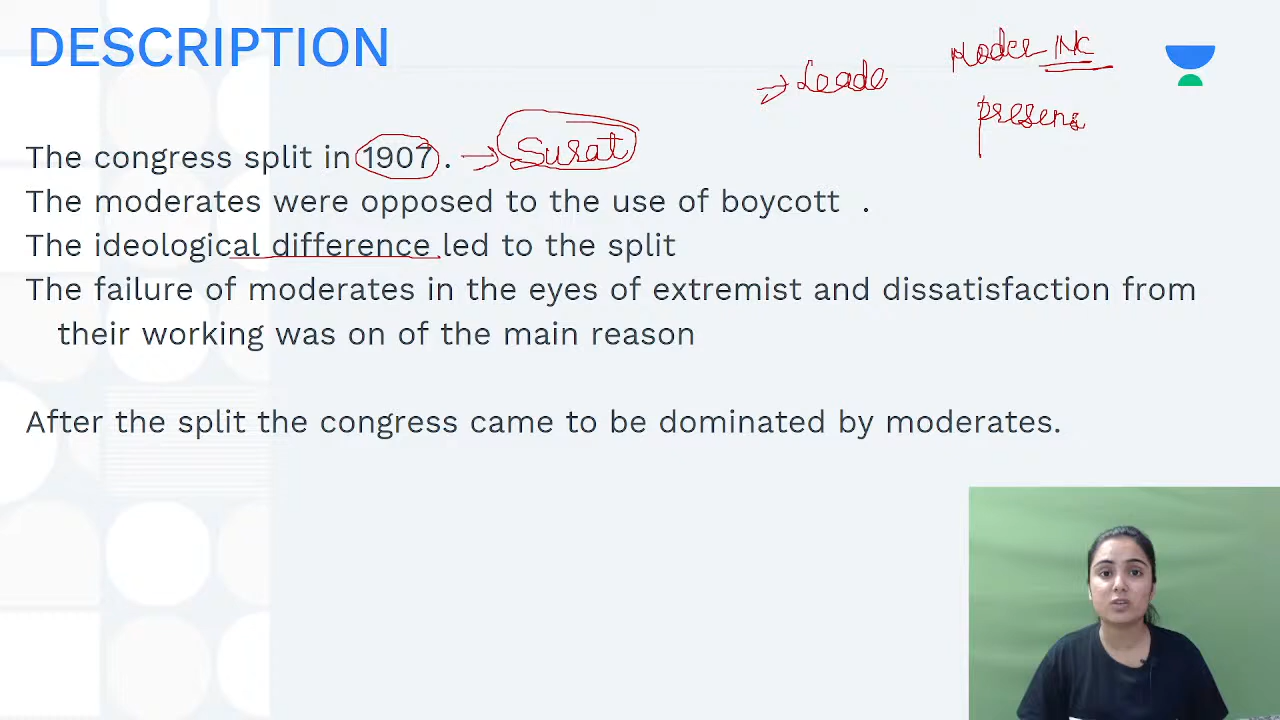 DESCRIPTION
Moder INC
→ Leade
presens
The congress split in 1907 . → Surat
The moderates were opposed to the use of boycott .
The ideological difference led to the split
The failure of moderates in the eyes of extremist and dissatisfaction from
their working was on of the main reason
After the split the congress came to be dominated by moderates.